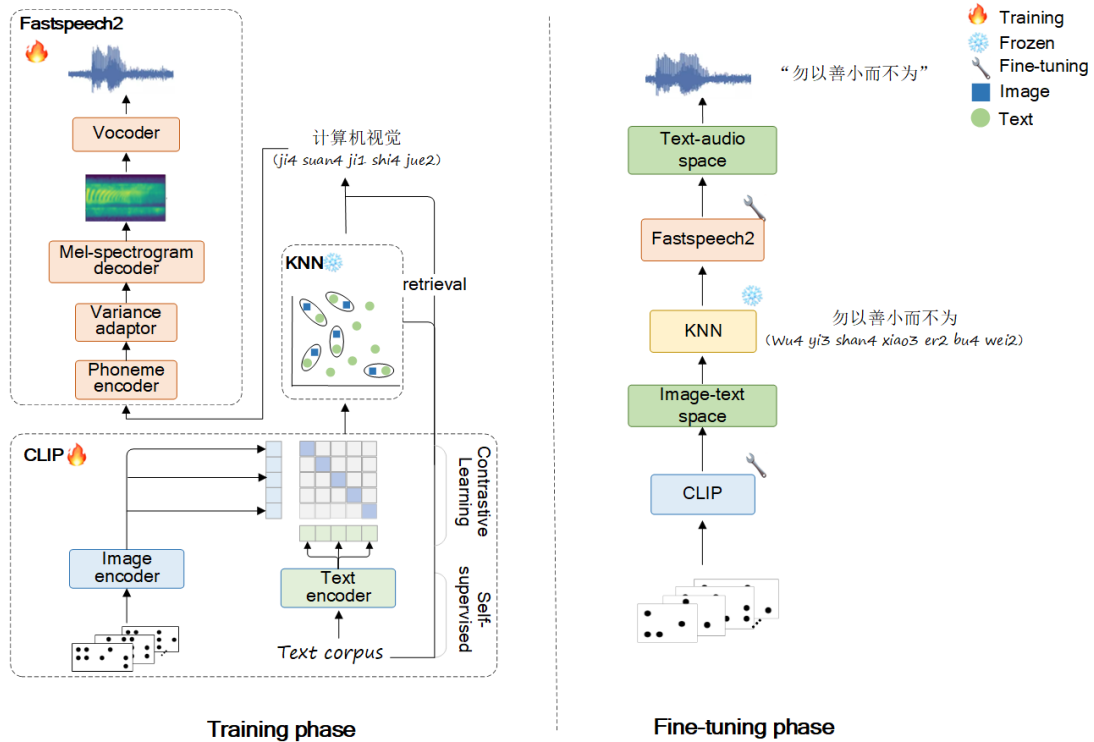 Fastspeech2
Vocoder
Mel-spectrogram
decoder
Variance
adaptor
Phoneme
encoder
计算机视觉
(ji4 suan4 ji1 shi4 jue2)
KNN
retrieval
CLIP
Image
encoder
Text
encoder
Text corpus
Contrastive
Learning
Self-
supervised
Training phase
“勿以善小而不为”
Text-audio
space
Fastspeech2
KNN
勿以善小而不为
(Wu4 yi3 shan4 xiao3 er2 bu4 wei2)
Image-text
space
CLIP
Fine-tuning phase
Training
Frozen
Fine-tuning
Image
Text